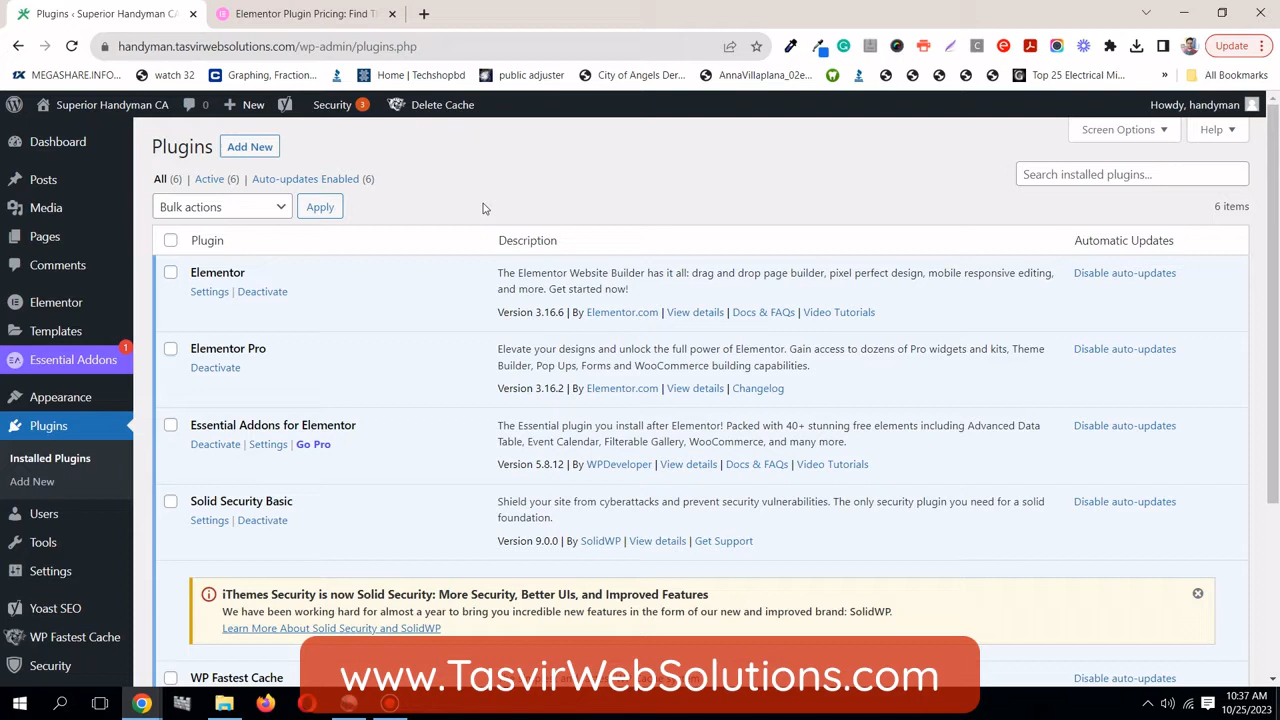 Plugins ‹ Superior Handyman CA
Elementor Plugin Pricing: Find T
handyman.tasvirwebsolutions.com/wp-admin/plugins.php
Update
MEGASHARE.INFO...
watch 32
Graphing, Fraction...
Home | Techshopbd
public adjuster
City of Angels Der...
AnnaVillaplana_02e...
Top 25 Electrical Mi...
»
All Bookmarks
Superior Handyman CA
0
New
Security 3
Delete Cache
Howdy, handyman
Dashboard
Posts
Media
Pages
Comments
Elementor
Templates
Essential Addons 1
Appearance
Plugins
Installed Plugins
Add New
Users
Tools
Settings
Yoast SEO
WP Fastest Cache
Security
Plugins Add New
Screen Options
Help
All (6) | Active (6) | Auto-updates Enabled (6)
Search installed plugins...
Bulk actions Apply
6 items
Plugin Description Automatic Updates
Elementor
Settings | Deactivate
The Elementor Website Builder has it all: drag and drop page builder, pixel perfect design, mobile responsive editing,
and more. Get started now!
Version 3.16.6 | By Elementor.com | View details | Docs & FAQs | Video Tutorials
Disable auto-updates
Elementor Pro
Deactivate
Elevate your designs and unlock the full power of Elementor. Gain access to dozens of Pro widgets and kits, Theme
Builder, Pop Ups, Forms and WooCommerce building capabilities.
Version 3.16.2 | By Elementor.com | View details | Changelog
Disable auto-updates
Essential Addons for Elementor
Deactivate | Settings | Go Pro
The Essential plugin you install after Elementor! Packed with 40+ stunning free elements including Advanced Data
Table, Event Calendar, Filterable Gallery, WooCommerce, and many more.
Version 5.8.12 | By WPDeveloper | View details | Docs & FAQs | Video Tutorials
Disable auto-updates
Solid Security Basic
Settings | Deactivate
Shield your site from cyberattacks and prevent security vulnerabilities. The only security plugin you need for a solid
foundation.
Version 9.0.0 | By SolidWP | View details | Get Support
Disable auto-updates
iThemes Security is now Solid Security: More Security, Better UIs, and Improved Features
We have been working hard for almost a year to bring you incredible new features in the form of our new and improved brand: SolidWP.
Learn More About Solid Security and SolidWP
WP Fastest Cache
Disable auto-updates
www.TasvirWebSolutions.com
10:37 AM
10/25/2023